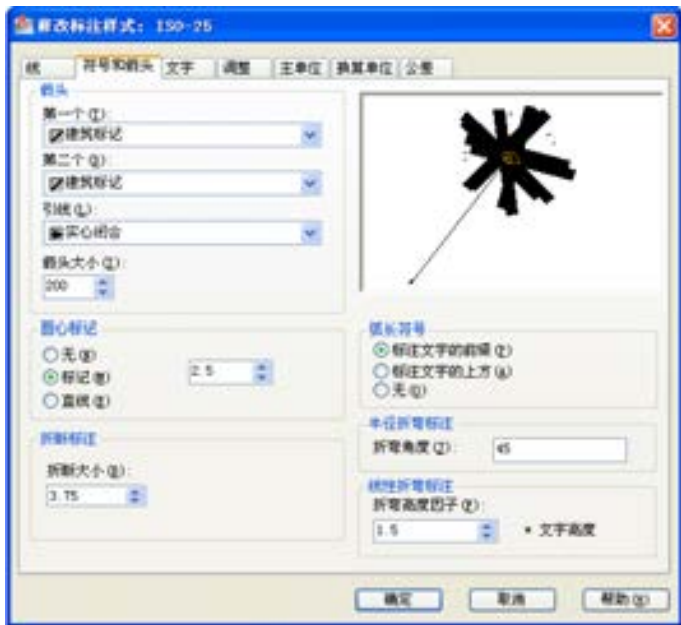 修改标注样式: ISO-25
线 符号和箭头 文字 调整 主单位 换算单位 公差
箭头
第一个(T):
建筑标记
第二个(D):
建筑标记
引线(L):
实心闭合
箭头大小(I):
200
圆心标记
无(N)
标记(M)
2.5
直线(E)
折断标注
折断大小(B):
3.75
弧长符号
标注文字的前缀(P)
标注文字的上方(A)
无(O)
半径折弯标注
折弯角度(J):
45
线性折弯标注
折弯高度因子(F):
1.5
* 文字高度
确定
取消
帮助(H)